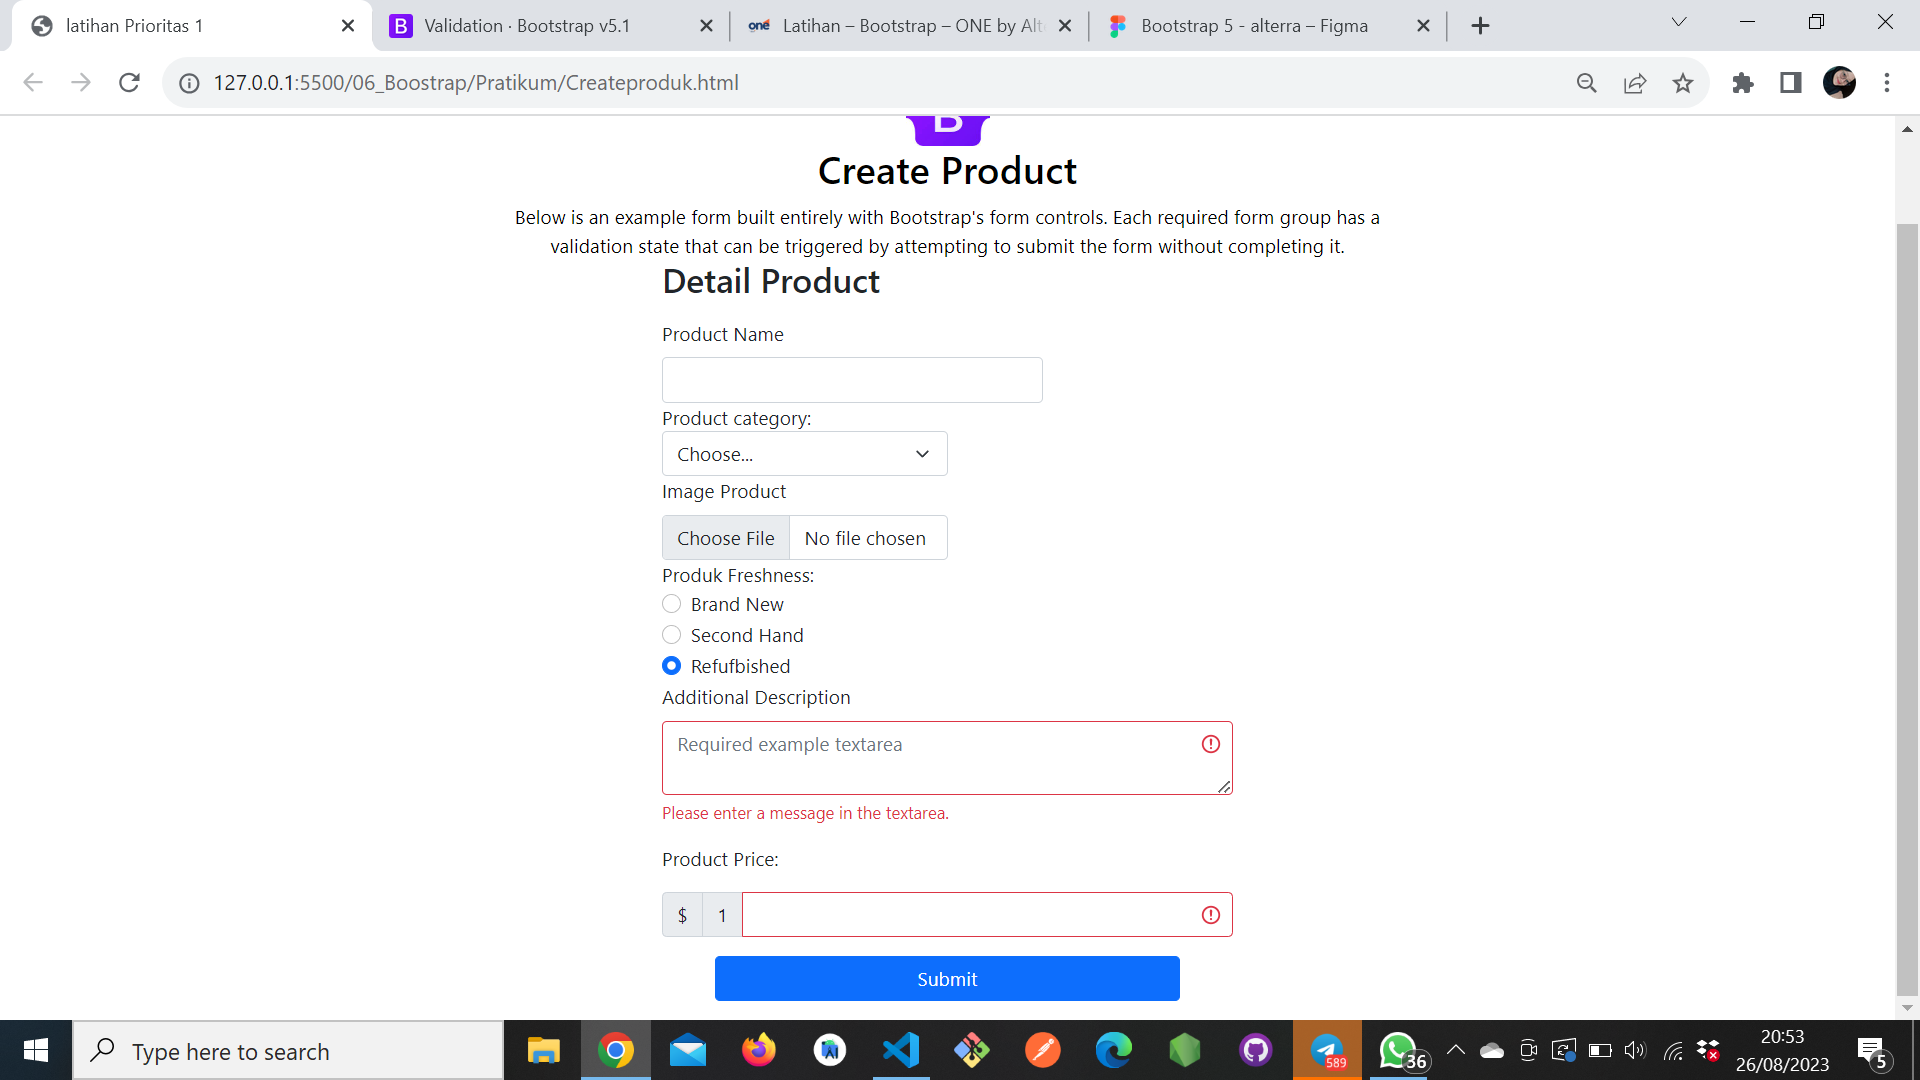 latihan Prioritas 1
Validation · Bootstrap v5.1
one Latihan – Bootstrap – ONE by Alt
Bootstrap 5 - alterra – Figma
127.0.0.1:5500/06_Boostrap/Pratikum/Createproduk.html
B
Create Product
Below is an example form built entirely with Bootstrap's form controls. Each required form group has a
validation state that can be triggered by attempting to submit the form without completing it.
Detail Product
Product Name
Product category:
Choose...
Image Product
Choose File No file chosen
Produk Freshness:
Brand New
Second Hand
Refufbished
Additional Description
Required example textarea
Please enter a message in the textarea.
Product Price:
$ 1
Submit
Type here to search
589
36
20:53
26/08/2023
5